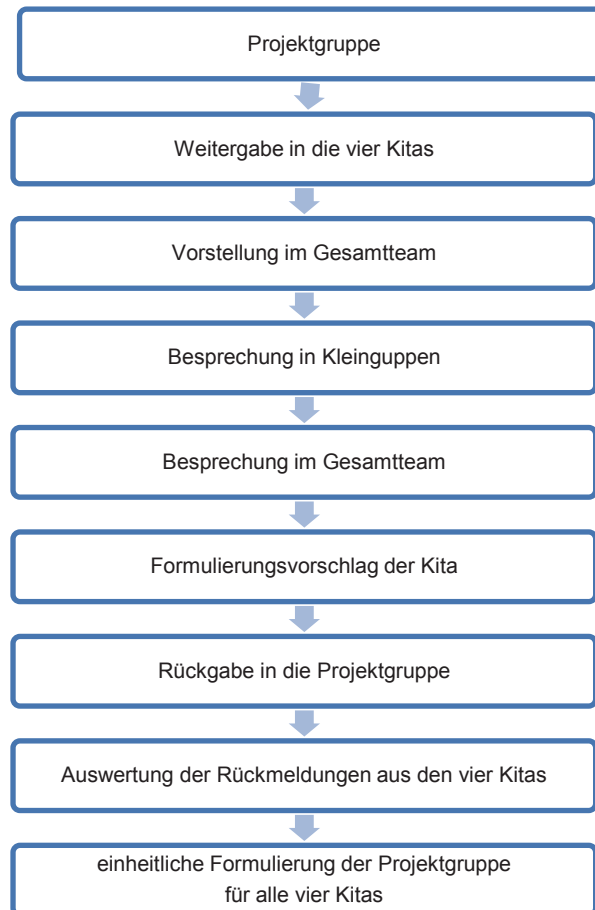 Projektgruppe
Weitergabe in die vier Kitas
Vorstellung im Gesamtteam
Besprechung in Kleinguppen
Besprechung im Gesamtteam
Formulierungsvorschlag der Kita
Rückgabe in die Projektgruppe
Auswertung der Rückmeldungen aus den vier Kitas
einheitliche Formulierung der Projektgruppe
für alle vier Kitas